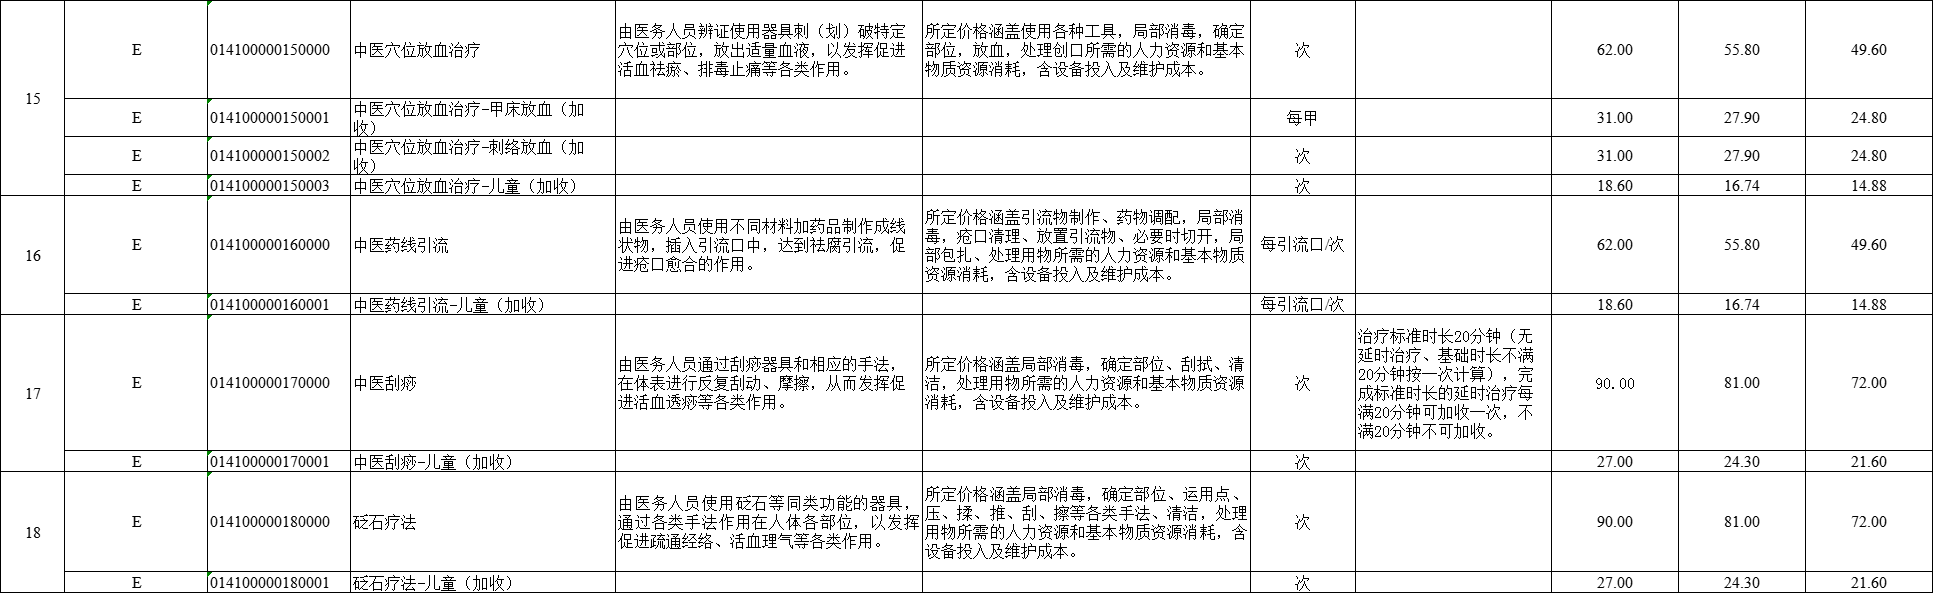 15
E
014100000150000
中医穴位放血治疗
由医务人员辨证使用器具刺（划）破特定
穴位或部位，放出适量血液，以发挥促进
活血祛瘀、排毒止痛等各类作用。
所定价格涵盖使用各种工具，局部消毒，确定
部位，放血，处理创口所需的人力资源和基本
物质资源消耗，含设备投入及维护成本。
次
62.00
55.80
49.60
E
014100000150001
中医穴位放血治疗-甲床放血（加
收）
每甲
31.00
27.90
24.80
E
014100000150002
中医穴位放血治疗-刺络放血（加
收）
次
31.00
27.90
24.80
E
014100000150003
中医穴位放血治疗-儿童（加收）
次
18.60
16.74
14.88
16
E
014100000160000
中医药线引流
由医务人员使用不同材料加药品制作成线
状物，插入引流口中，达到祛腐引流，促
进疮口愈合的作用。
所定价格涵盖引流物制作、药物调配，局部消
毒，疮口清理、放置引流物、必要时切开，局
部包扎、处理用物所需的人力资源和基本物质
资源消耗，含设备投入及维护成本。
每引流口/次
62.00
55.80
49.60
E
014100000160001
中医药线引流-儿童（加收）
每引流口/次
18.60
16.74
14.88
17
E
014100000170000
中医刮痧
由医务人员通过刮痧器具和相应的手法，
在体表进行反复刮动、摩擦，从而发挥促
进活血透痧等各类作用。
所定价格涵盖局部消毒，确定部位、刮拭、清
洁，处理用物所需的人力资源和基本物质资源
消耗，含设备投入及维护成本。
次
治疗标准时长20分钟（无
延时治疗、基础时长不满
20分钟按一次计算），完
成标准时长的延时治疗每
满20分钟可加收一次，不
满20分钟不可加收。
90.00
81.00
72.00
E
014100000170001
中医刮痧-儿童（加收）
次
27.00
24.30
21.60
18
E
014100000180000
砭石疗法
由医务人员使用砭石等同类功能的器具，
通过各类手法作用在人体各部位，以发挥
促进疏通经络、活血理气等各类作用。
所定价格涵盖局部消毒，确定部位、运用点、
压、揉、推、刮、擦等各类手法、清洁，处理
用物所需的人力资源和基本物质资源消耗，含
设备投入及维护成本。
次
90.00
81.00
72.00
E
014100000180001
砭石疗法-儿童（加收）
次
27.00
24.30
21.60